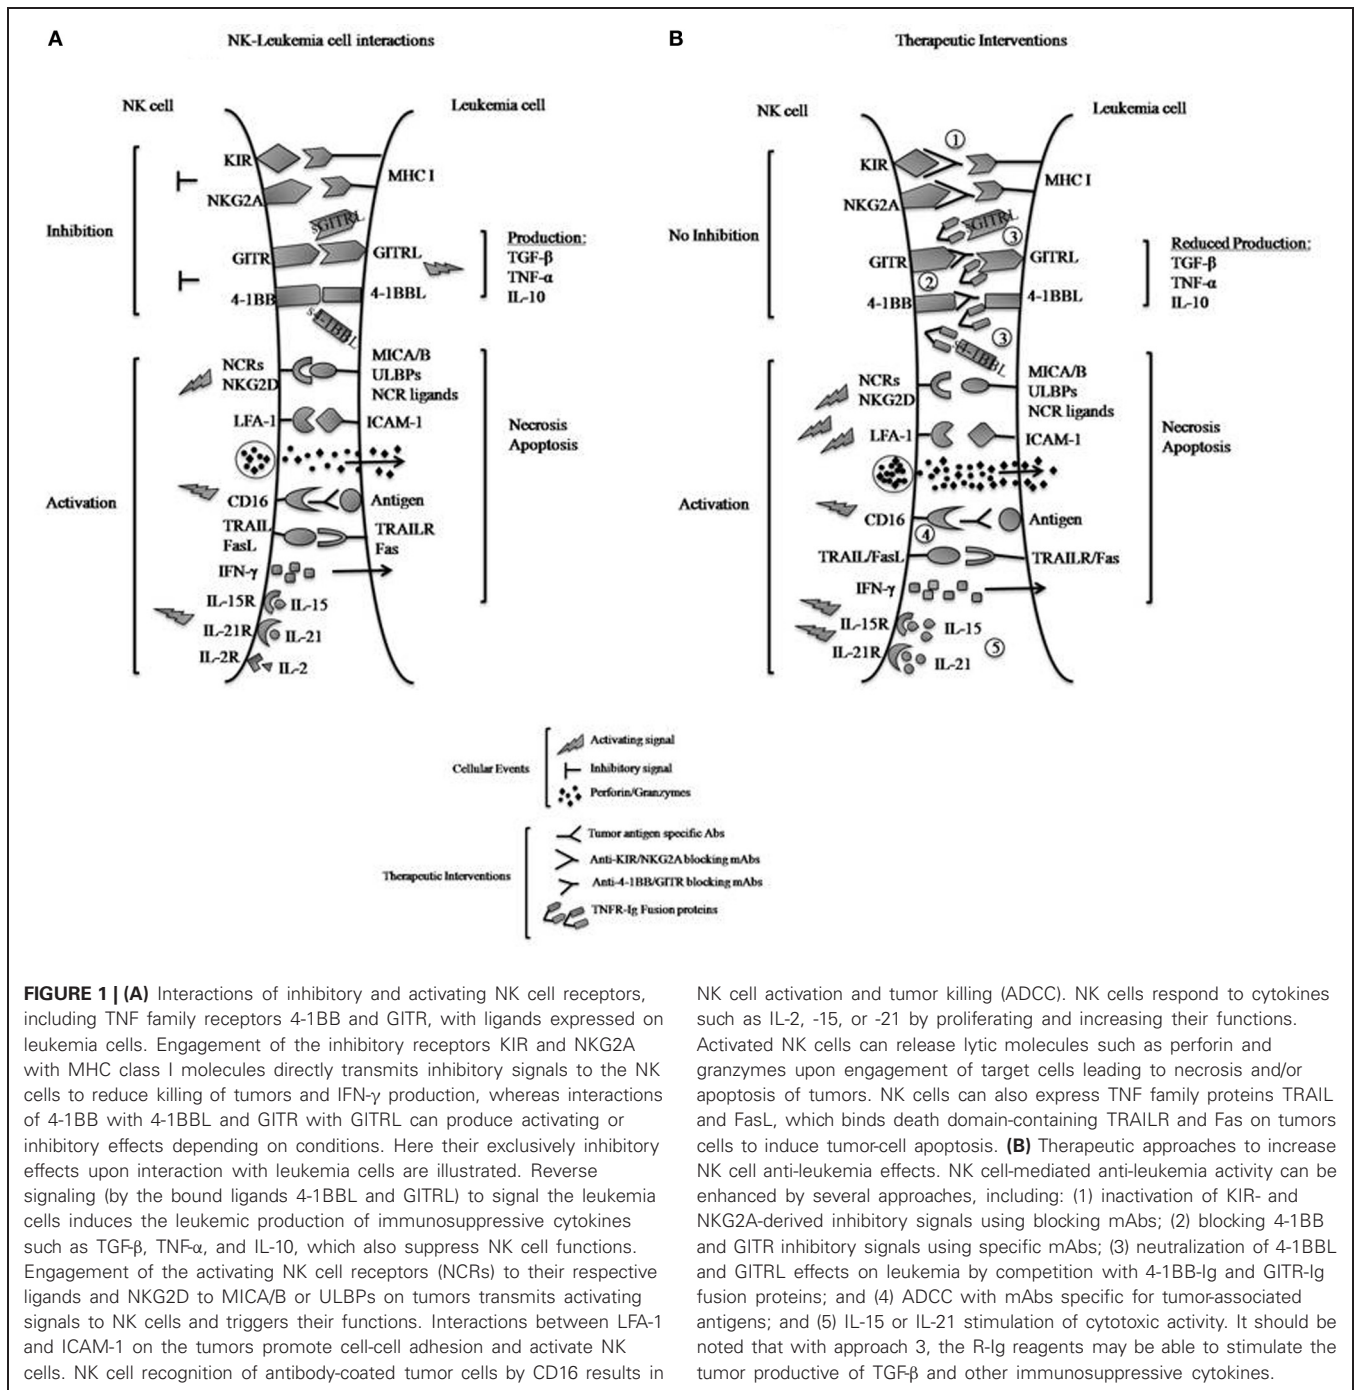 A
NK-Leukemia cell interactions
NK cell
Leukemia cell
Inhibition
KIR
NKG2A
MHC I
sGITRL
GITR
GITRL
4-1BB
4-1BBL
s4-1BBL
Production:
TGF-β
TNF-α
IL-10
Activation
NCRs
NKG2D
MICA/B
ULBPs
NCR ligands
LFA-1
ICAM-1
Necrosis
Apoptosis
CD16
Antigen
TRAIL
FasL
TRAILR
Fas
IFN-γ
IL-15R
IL-15
IL-21R
IL-21
IL-2R
IL-2
B
Therapeutic Interventions
NK cell
Leukemia cell
No Inhibition
1
KIR
NKG2A
MHC I
sGITRL
3
GITR
GITRL
2
4-1BB
4-1BBL
3
s4-1BBL
Reduced Production:
TGF-β
TNF-α
IL-10
Activation
NCRs
NKG2D
MICA/B
ULBPs
NCR ligands
LFA-1
ICAM-1
Necrosis
Apoptosis
CD16
Antigen
4
TRAIL/FasL
TRAILR/Fas
IFN-γ
IL-15R
IL-15
5
IL-21R
IL-21
Cellular Events
Activating signal
Inhibitory signal
Perforin/Granzymes
Therapeutic Interventions
Tumor antigen specific Abs
Anti-KIR/NKG2A blocking mAbs
Anti-4-1BB/GITR blocking mAbs
TNFR-Ig Fusion proteins
FIGURE 1 | (A) Interactions of inhibitory and activating NK cell receptors,
including TNF family receptors 4-1BB and GITR, with ligands expressed on
leukemia cells. Engagement of the inhibitory receptors KIR and NKG2A
with MHC class I molecules directly transmits inhibitory signals to the NK
cells to reduce killing of tumors and IFN-γ production, whereas interactions
of 4-1BB with 4-1BBL and GITR with GITRL can produce activating or
inhibitory effects depending on conditions. Here their exclusively inhibitory
effects upon interaction with leukemia cells are illustrated. Reverse
signaling (by the bound ligands 4-1BBL and GITRL) to signal the leukemia
cells induces the leukemic production of immunosuppressive cytokines
such as TGF-β, TNF-α, and IL-10, which also suppress NK cell functions.
Engagement of the activating NK cell receptors (NCRs) to their respective
ligands and NKG2D to MICA/B or ULBPs on tumors transmits activating
signals to NK cells and triggers their functions. Interactions between LFA-1
and ICAM-1 on the tumors promote cell-cell adhesion and activate NK
cells. NK cell recognition of antibody-coated tumor cells by CD16 results in
NK cell activation and tumor killing (ADCC). NK cells respond to cytokines
such as IL-2, -15, or -21 by proliferating and increasing their functions.
Activated NK cells can release lytic molecules such as perforin and
granzymes upon engagement of target cells leading to necrosis and/or
apoptosis of tumors. NK cells can also express TNF family proteins TRAIL
and FasL, which binds death domain-containing TRAILR and Fas on tumors
cells to induce tumor-cell apoptosis. (B) Therapeutic approaches to increase
NK cell anti-leukemia effects. NK cell-mediated anti-leukemia activity can be
enhanced by several approaches, including: (1) inactivation of KIR- and
NKG2A-derived inhibitory signals using blocking mAbs; (2) blocking 4-1BB
and GITR inhibitory signals using specific mAbs; (3) neutralization of 4-1BBL
and GITRL effects on leukemia by competition with 4-1BB-Ig and GITR-Ig
fusion proteins; and (4) ADCC with mAbs specific for tumor-associated
antigens; and (5) IL-15 or IL-21 stimulation of cytotoxic activity. It should be
noted that with approach 3, the R-Ig reagents may be able to stimulate the
tumor productive of TGF-β and other immunosuppressive cytokines.